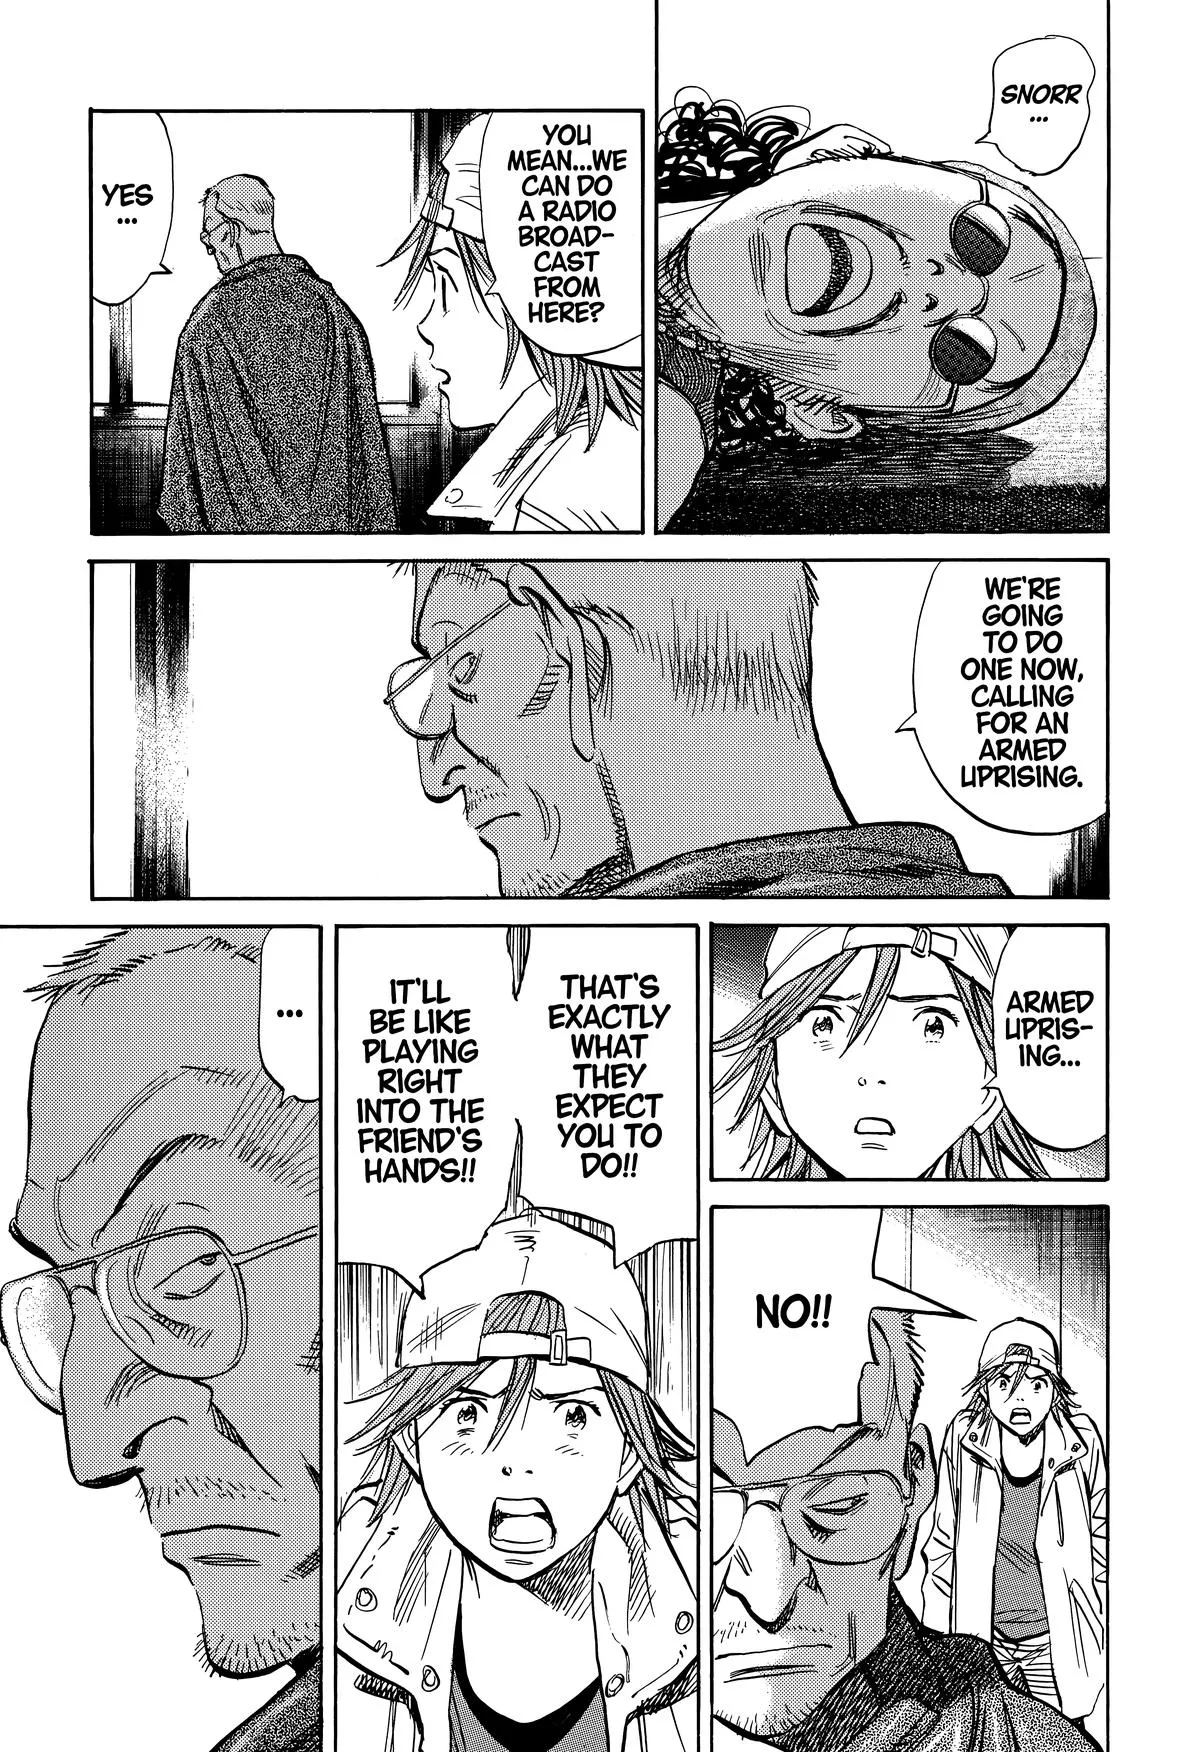 SNORR
...
YOU
MEAN...WE
CAN DO
A RADIO
BROAD-
CAST
FROM
HERE?
YES
...
WE'RE
GOING
TO DO
ONE NOW,
CALLING
FOR AN
ARMED
UPRISING.
ARMED
UPRIS-
ING...
NO!!
THAT'S
EXACTLY
WHAT
THEY
EXPECT
YOU TO
DO!!
IT'LL
BE LIKE
PLAYING
RIGHT
INTO THE
FRIEND'S
HANDS!!
...